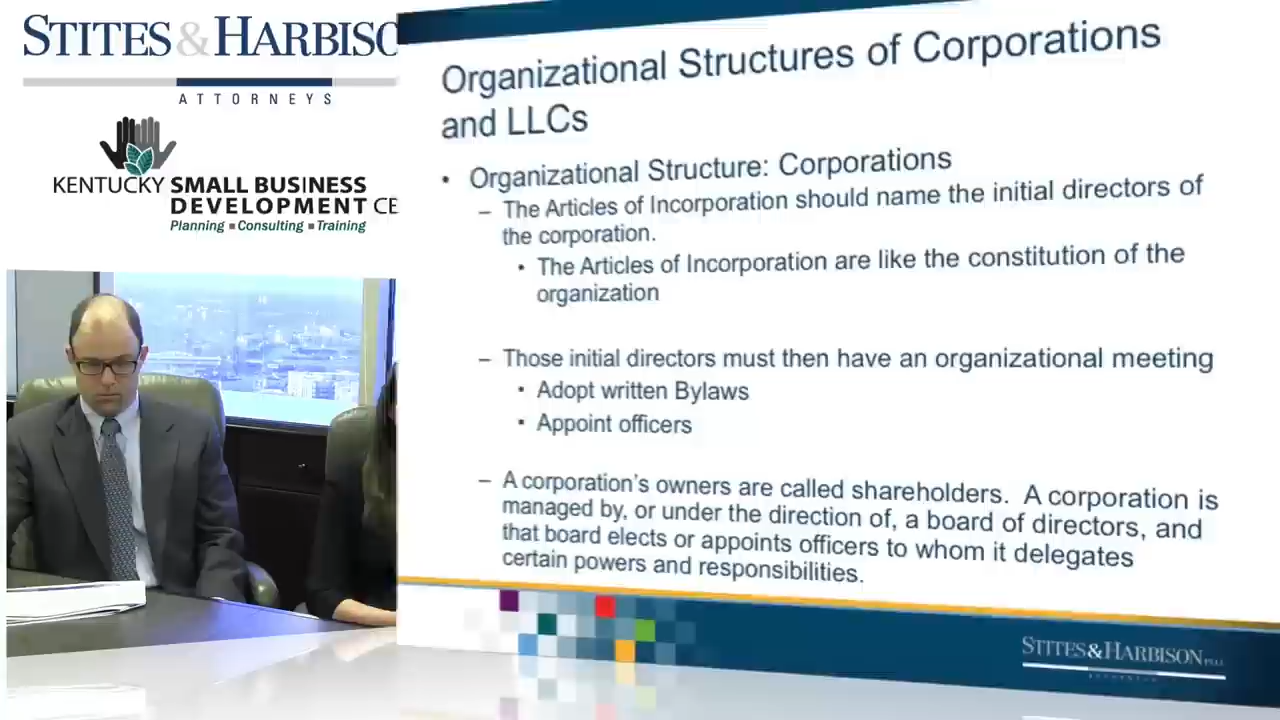 STITES & HARBISO
ATTORNEYS
KENTUCKY SMALL BUSINESS
DEVELOPMENT CE
Planning ▪ Consulting ▪ Training
Organizational Structures of Corporations
and LLCs
• Organizational Structure: Corporations
– The Articles of Incorporation should name the initial directors of
the corporation.
• The Articles of Incorporation are like the constitution of the
organization
– Those initial directors must then have an organizational meeting
• Adopt written Bylaws
• Appoint officers
– A corporation's owners are called shareholders. A corporation is
managed by, or under the direction of, a board of directors, and
that board elects or appoints officers to whom it delegates
certain powers and responsibilities.
STITES & HARBISON PLLC
ATTORNEYS